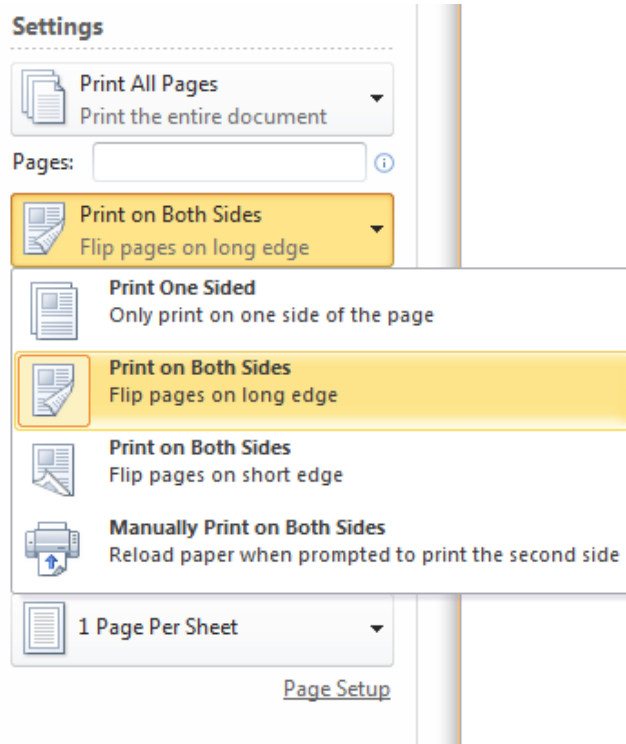 Settings
Print All Pages
Print the entire document
Pages:
Print on Both Sides
Flip pages on long edge
Print One Sided
Only print on one side of the page
Print on Both Sides
Flip pages on long edge
Print on Both Sides
Flip pages on short edge
Manually Print on Both Sides
Reload paper when prompted to print the second side
1 Page Per Sheet
Page Setup